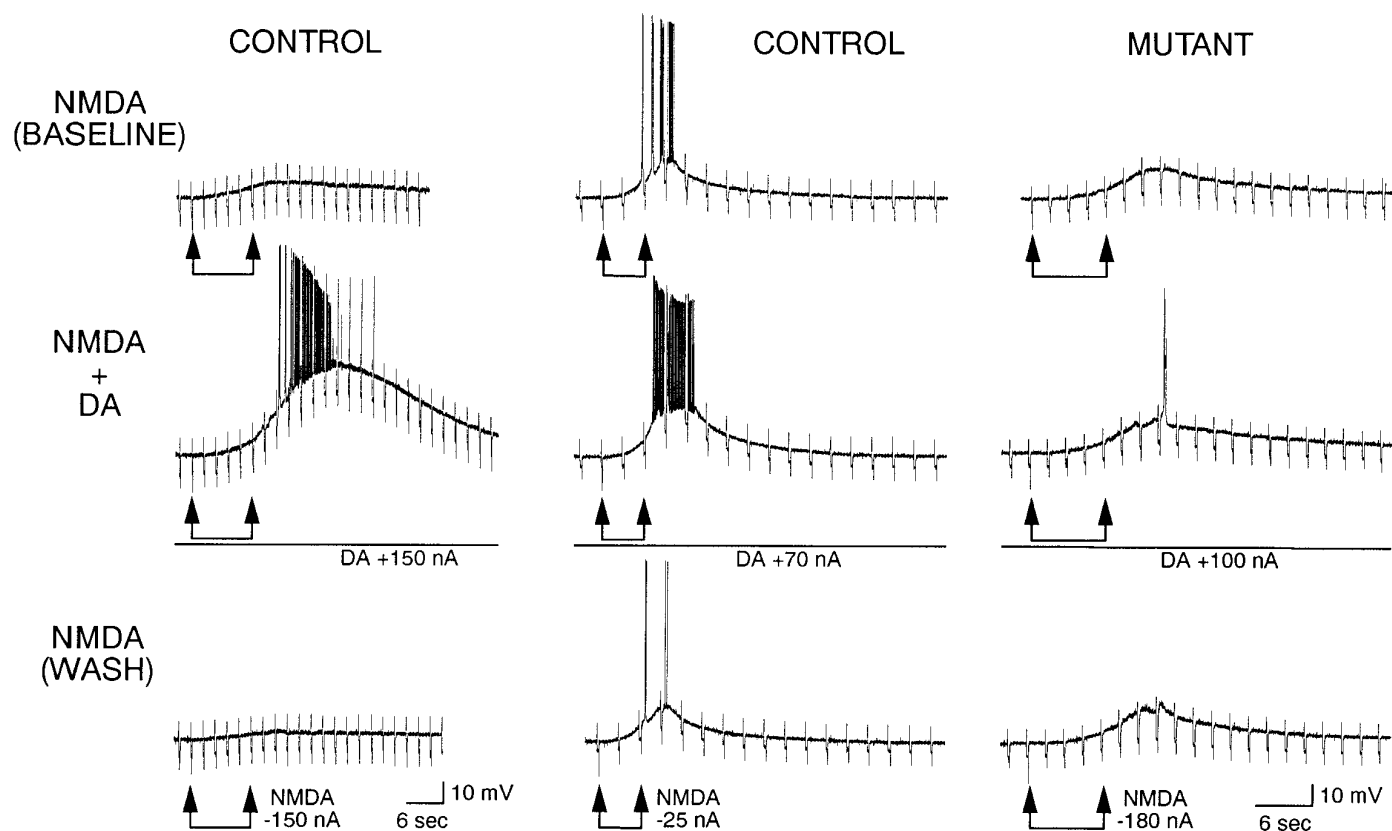 CONTROL
CONTROL
MUTANT
NMDA
(BASELINE)
NMDA
+
DA
DA +150 nA
DA +70 nA
DA +100 nA
NMDA
(WASH)
NMDA
-150 nA
10 mV
6 sec
NMDA
-25 nA
NMDA
-180 nA
10 mV
6 sec